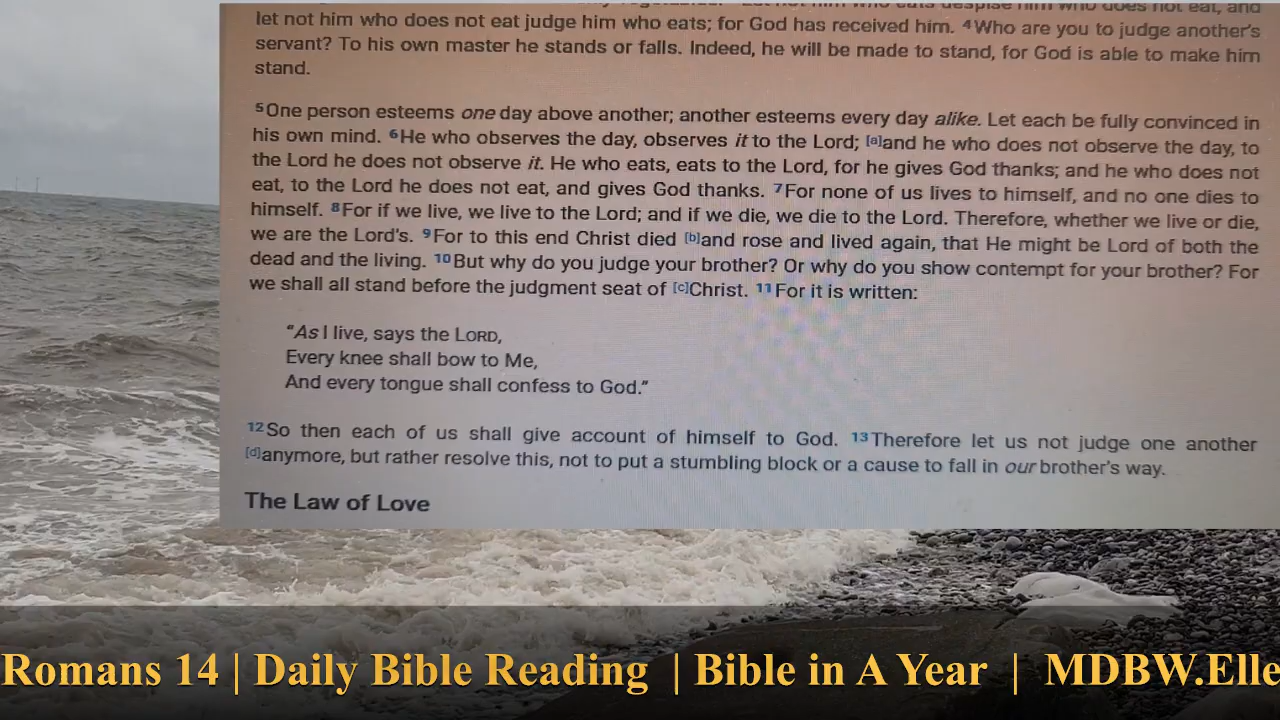 let not him who does not eat judge him who eats; for God has received him. 4Who are you to judge another's
servant? To his own master he stands or falls. Indeed, he will be made to stand, for God is able to make him
stand.
5One person esteems one day above another; another esteems every day alike. Let each be fully convinced in
his own mind. 6He who observes the day, observes it to the Lord; [a]and he who does not observe the day, to
the Lord he does not observe it. He who eats, eats to the Lord, for he gives God thanks; and he who does not
eat, to the Lord he does not eat, and gives God thanks. 7For none of us lives to himself, and no one dies to
himself. 8For if we live, we live to the Lord; and if we die, we die to the Lord. Therefore, whether we live or die,
we are the Lord's. 9For to this end Christ died [b]and rose and lived again, that He might be Lord of both the
dead and the living. 10But why do you judge your brother? Or why do you show contempt for your brother? For
we shall all stand before the judgment seat of [c]Christ. 11For it is written:
"As I live, says the LORD,
Every knee shall bow to Me,
And every tongue shall confess to God."
12So then each of us shall give account of himself to God. 13Therefore let us not judge one another
[d]anymore, but rather resolve this, not to put a stumbling block or a cause to fall in our brother's way.
The Law of Love
Romans 14 | Daily Bible Reading | Bible in A Year | MDBW.Elle